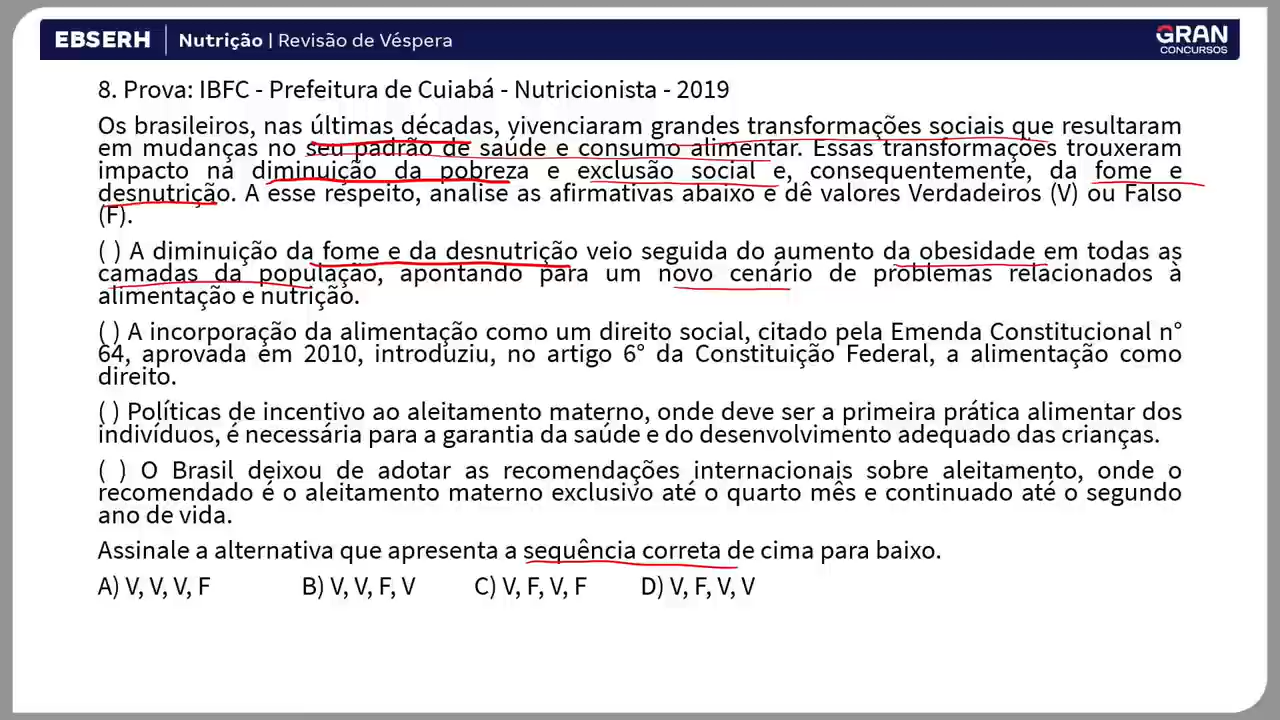 EBSERH | Nutrição | Revisão de Véspera
GRAN
CONCURSOS
8. Prova: IBFC - Prefeitura de Cuiabá - Nutricionista - 2019
Os brasileiros, nas últimas décadas, vivenciaram grandes transformações sociais que resultaram
em mudanças no seu padrão de saúde e consumo alimentar. Essas transformações trouxeram
impacto na diminuição da pobreza e exclusão social e, consequentemente, da fome e
desnutrição. A esse respeito, analise as afirmativas abaixo e dê valores Verdadeiros (V) ou Falso
(F).
( ) A diminuição da fome e da desnutrição veio seguida do aumento da obesidade em todas as
camadas da população, apontando para um novo cenário de problemas relacionados à
alimentação e nutrição.
( ) A incorporação da alimentação como um direito social, citado pela Emenda Constitucional n°
64, aprovada em 2010, introduziu, no artigo 6° da Constituição Federal, a alimentação como
direito.
( ) Políticas de incentivo ao aleitamento materno, onde deve ser a primeira prática alimentar dos
indivíduos, é necessária para a garantia da saúde e do desenvolvimento adequado das crianças.
( ) O Brasil deixou de adotar as recomendações internacionais sobre aleitamento, onde o
recomendado é o aleitamento materno exclusivo até o quarto mês e continuado até o segundo
ano de vida.
Assinale a alternativa que apresenta a sequência correta de cima para baixo.
A) V, V, V, F B) V, V, F, V C) V, F, V, F D) V, F, V, V